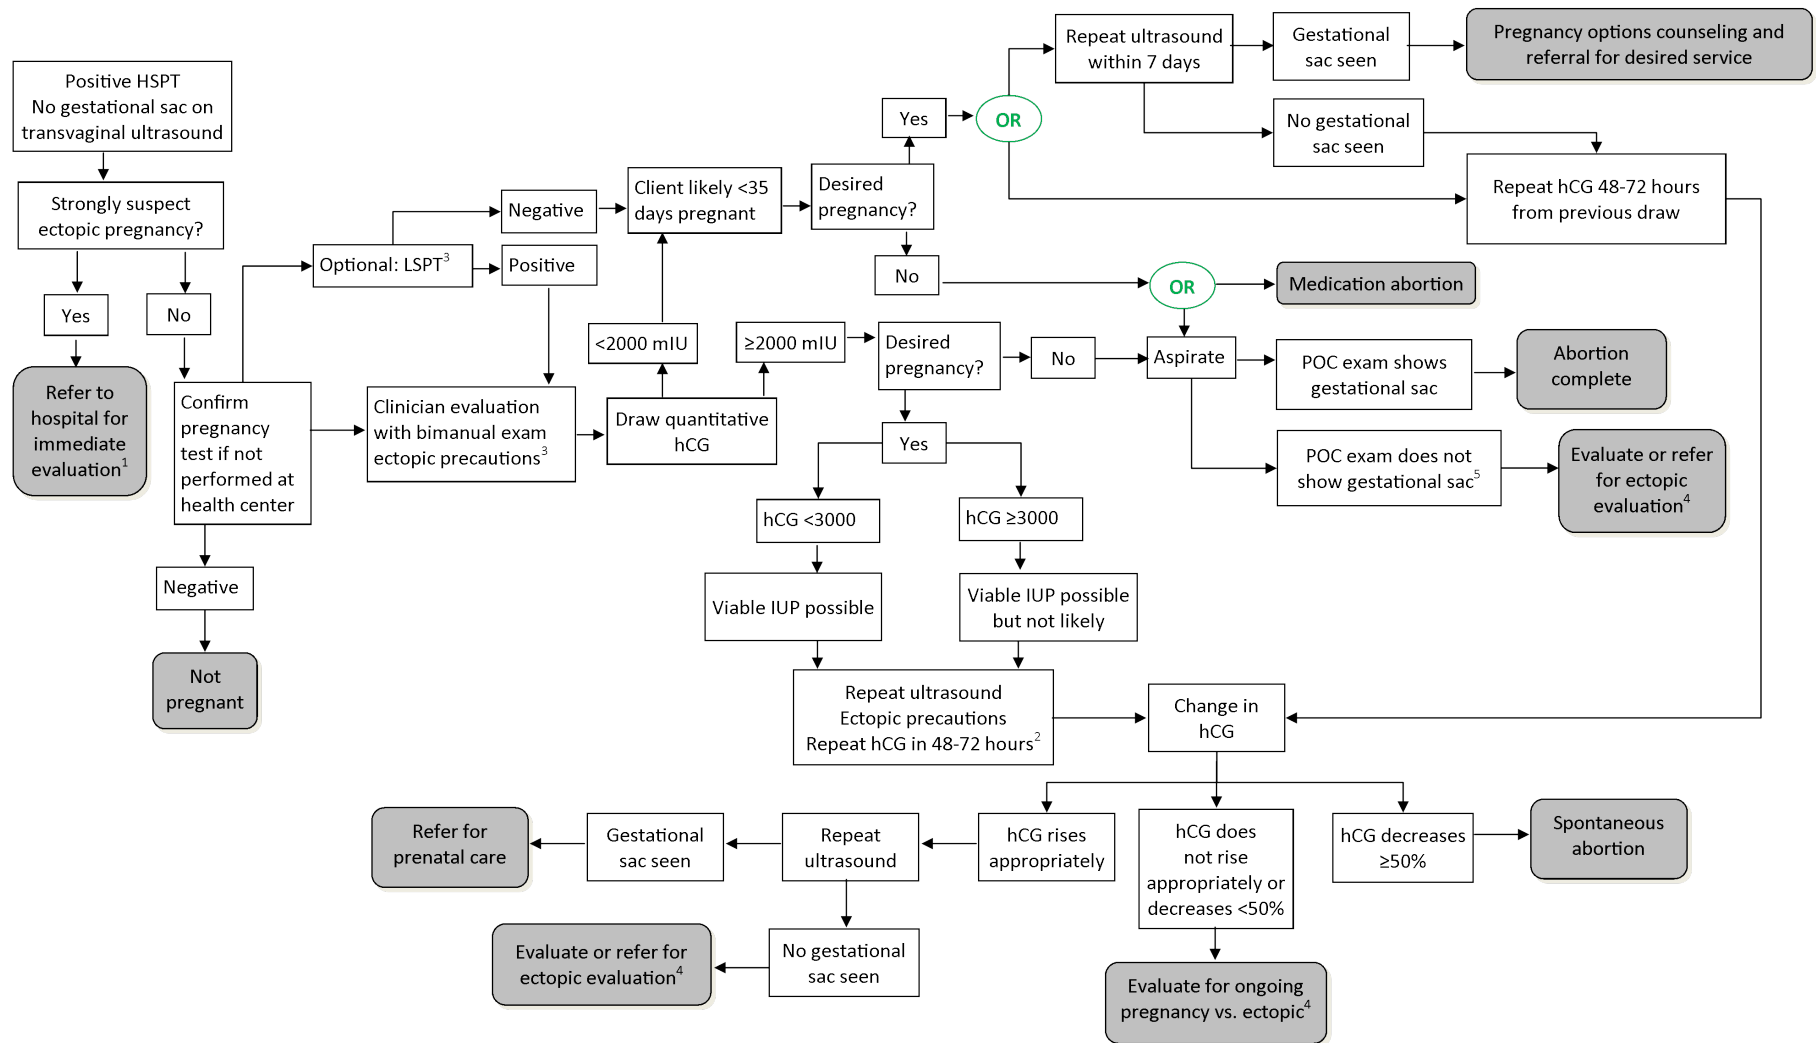 Positive HSPT
No gestational sac on
transvaginal ultrasound
Strongly suspect
ectopic pregnancy?
Yes
No
Refer to
hospital for
immediate
evaluation1
Confirm
pregnancy
test if not
performed at
health center
Negative
Not
pregnant
Optional: LSPT3
Negative
Positive
Clinician evaluation
with bimanual exam
ectopic precautions3
Draw quantitative
hCG
<2000 mIU
≥2000 mIU
Client likely <35
days pregnant
Desired
pregnancy?
Yes
No
OR
Repeat ultrasound
within 7 days
Gestational
sac seen
Pregnancy options counseling and
referral for desired service
No gestational
sac seen
Repeat hCG 48-72 hours
from previous draw
OR
Medication abortion
Desired
pregnancy?
No
Aspirate
POC exam shows
gestational sac
Abortion
complete
POC exam does not
show gestational sac5
Evaluate or refer
for ectopic
evaluation4
Yes
hCG <3000
hCG ≥3000
Viable IUP possible
Viable IUP possible
but not likely
Repeat ultrasound
Ectopic precautions
Repeat hCG in 48-72 hours2
Change in
hCG
hCG rises
appropriately
Repeat
ultrasound
Gestational
sac seen
Refer for
prenatal care
No gestational
sac seen
Evaluate or refer for
ectopic evaluation4
hCG does
not rise
appropriately or
decreases <50%
Evaluate for ongoing
pregnancy vs. ectopic4
hCG decreases
≥50%
Spontaneous
abortion